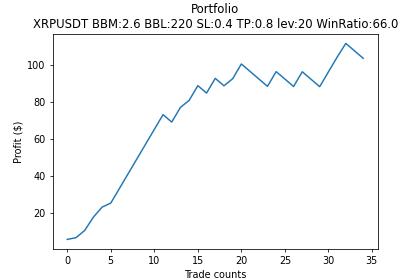 Portfolio
XRPUSDT BBM:2.6 BBL:220 SL:0.4 TP:0.8 lev:20 WinRatio:66.0
100
80
60
40
20
Profit ($)
0 5 10 15 20 25 30 35
Trade counts